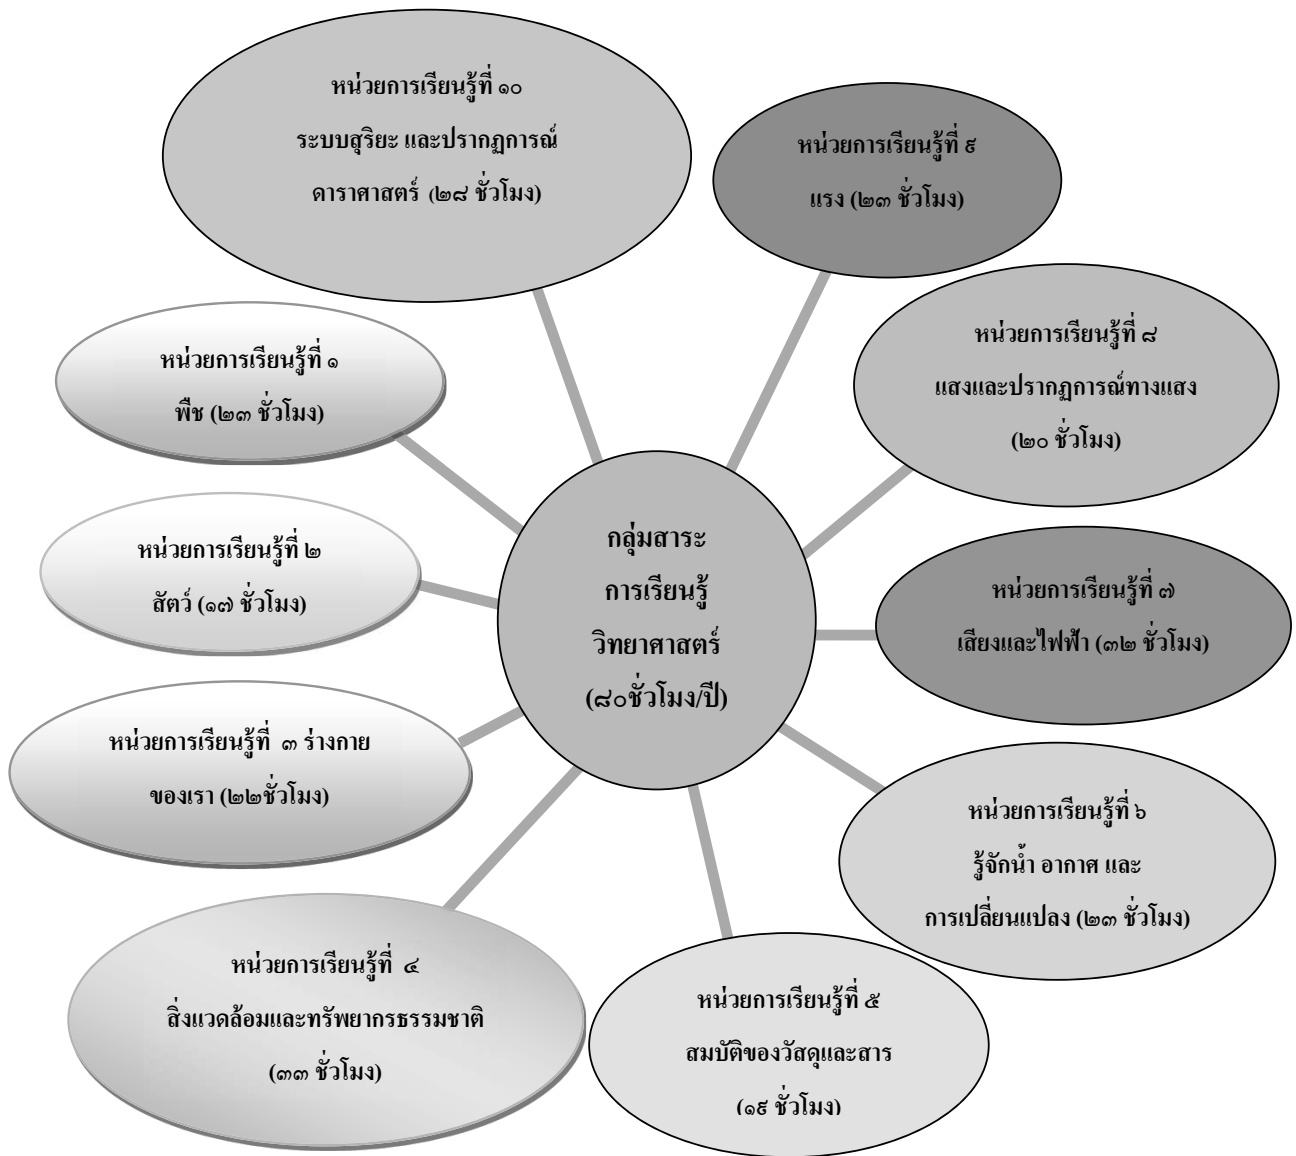 หน่วยการเรียนรู้ที่ ๑๐
ระบบสุริยะ และปรากฏการณ์
ดาราศาสตร์ (๒๘ ชั่วโมง)
หน่วยการเรียนรู้ที่ ๙
แรง (๒๓ ชั่วโมง)
หน่วยการเรียนรู้ที่ ๘
แสงและปรากฏการณ์ทางแสง
(๒๐ ชั่วโมง)
หน่วยการเรียนรู้ที่ ๑
พืช (๒๓ ชั่วโมง)
หน่วยการเรียนรู้ที่ ๒
สัตว์ (๑๗ ชั่วโมง)
กลุ่มสาระ
การเรียนรู้
วิทยาศาสตร์
(๘๐ชั่วโมง/ปี)
หน่วยการเรียนรู้ที่ ๗
เสียงและไฟฟ้า (๓๒ ชั่วโมง)
หน่วยการเรียนรู้ที่ ๓ ร่างกาย
ของเรา (๒๒ชั่วโมง)
หน่วยการเรียนรู้ที่ ๖
รู้จักน้ำ อากาศ และ
การเปลี่ยนแปลง (๒๓ ชั่วโมง)
หน่วยการเรียนรู้ที่ ๔
สิ่งแวดล้อมและทรัพยากรธรรมชาติ
(๓๓ ชั่วโมง)
หน่วยการเรียนรู้ที่ ๕
สมบัติของวัสดุและสาร
(๑๙ ชั่วโมง)